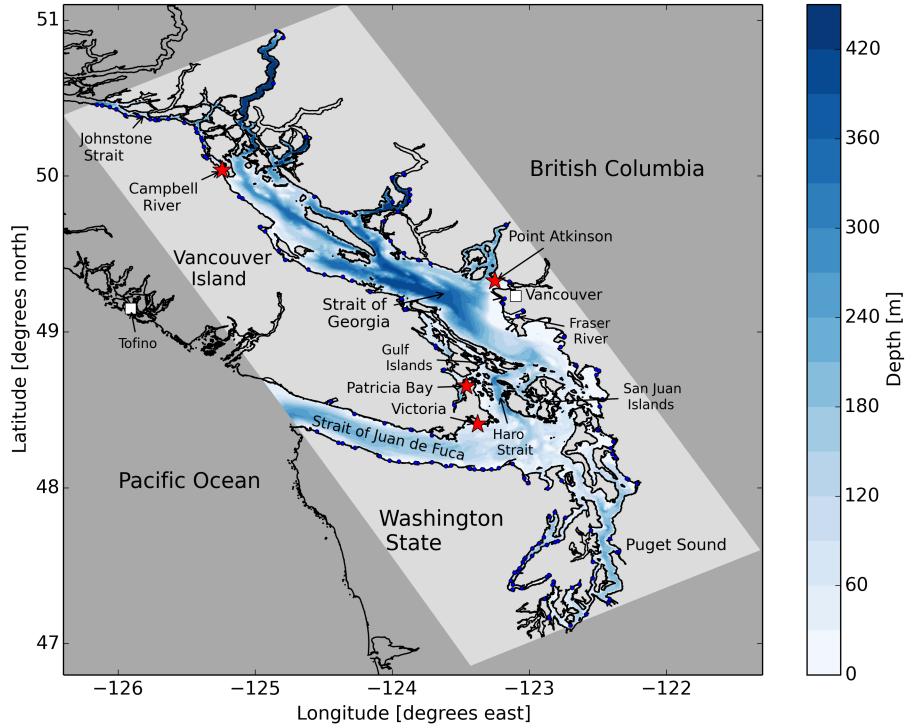 51
50
49
48
47
Latitude [degrees north]
−126
−125
−124
−123
−122
Longitude [degrees east]
Johnstone
Strait
Campbell
River
British Columbia
Point Atkinson
Vancouver
Island
Vancouver
Strait of
Georgia
Fraser
River
Tofino
Gulf
Islands
Patricia Bay
San Juan
Islands
Victoria
Haro
Strait
Strait of Juan de Fuca
Pacific Ocean
Washington
State
Puget Sound
420
360
300
240
180
120
60
0
Depth [m]